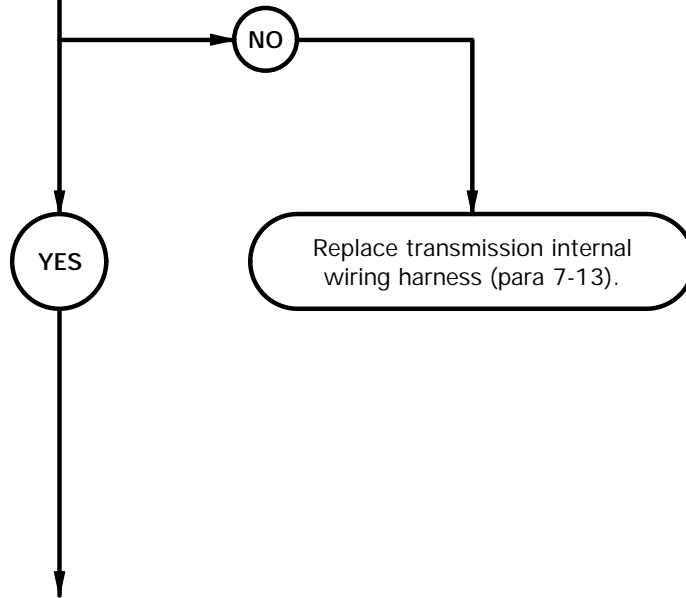 NO
YES
Replace transmission internal
wiring harness (para 7-13).